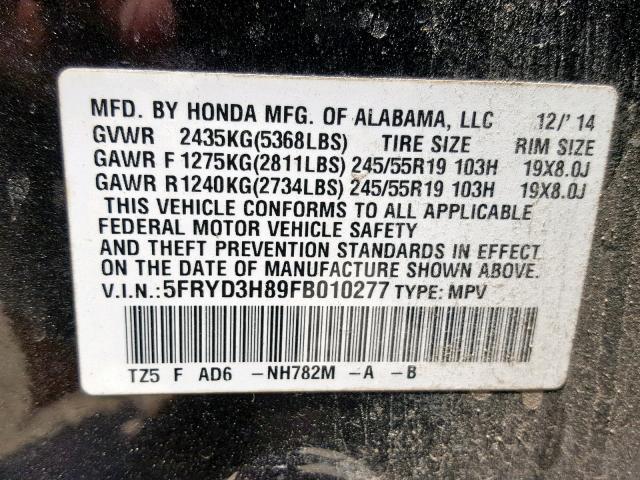 MFD. BY HONDA MFG. OF ALABAMA, LLC 12/'14
GVWR 2435KG(5368LBS) TIRE SIZE RIM SIZE
GAWR F 1275KG(2811LBS) 245/55R19 103H 19X8.0J
GAWR R1240KG(2734LBS) 245/55R19 103H 19X8.0J
THIS VEHICLE CONFORMS TO ALL APPLICABLE
FEDERAL MOTOR VEHICLE SAFETY
AND THEFT PREVENTION STANDARDS IN EFFECT
ON THE DATE OF MANUFACTURE SHOWN ABOVE.
V.I.N.:5FRYD3H89FB010277 TYPE: MPV
TZ5 F AD6 -NH782M -A -B